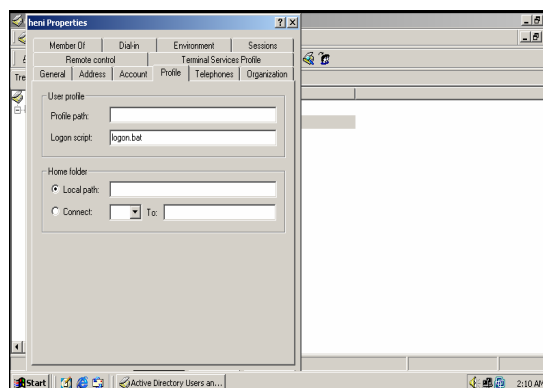 heni Properties
Member Of Dial-in Environment Sessions
Remote control Terminal Services Profile
General Address Account Profile Telephones Organization
User profile
Profile path:
Logon script: logon.bat
Home folder
Local path:
Connect: To:
Tre
Start Active Directory Users an... 2:10 AM